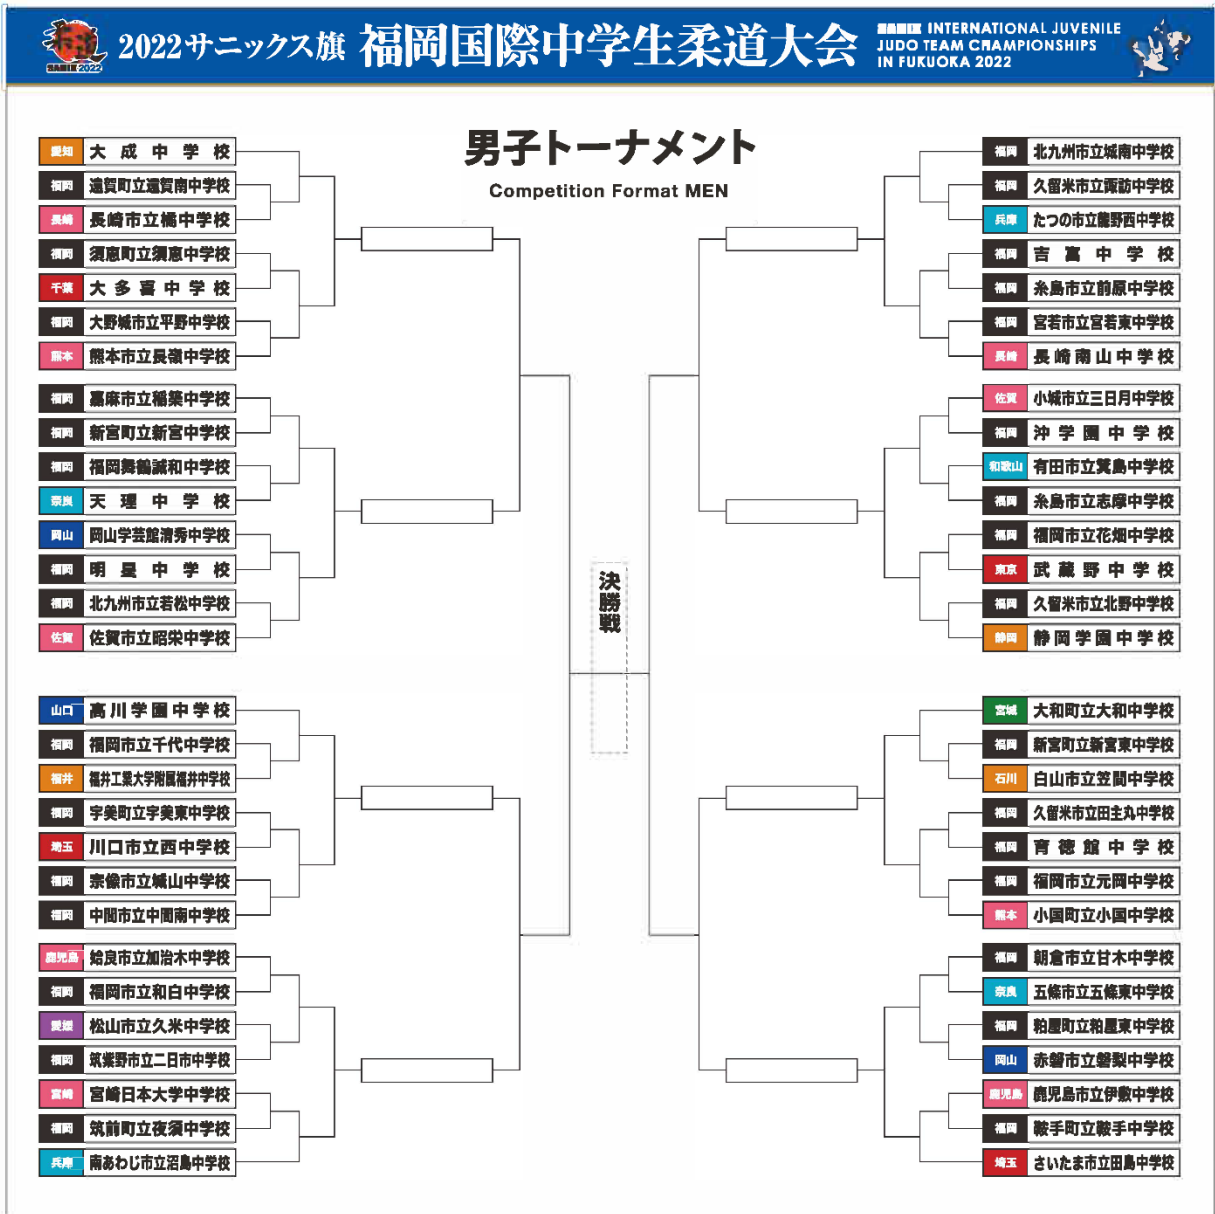 柔道
SANIX 2022
2022サニックス旗 福岡国際中学生柔道大会
SANIX INTERNATIONAL JUVENILE
JUDO TEAM CHAMPIONSHIPS
IN FUKUOKA 2022
男子トーナメント
Competition Format MEN
愛知 大成中学校
福岡 遠賀町立遠賀南中学校
長崎 長崎市立橘中学校
福岡 須恵町立須恵中学校
千葉 大多喜中学校
福岡 大野城市立平野中学校
熊本 熊本市立長嶺中学校
福岡 嘉麻市立稲築中学校
福岡 新宮町立新宮中学校
福岡 福岡舞鶴誠和中学校
奈良 天理中学校
岡山 岡山学芸館清秀中学校
福岡 明星中学校
福岡 北九州市立若松中学校
佐賀 佐賀市立昭栄中学校
山口 高川学園中学校
福岡 福岡市立千代中学校
福井 福井工業大学附属福井中学校
福岡 宇美町立宇美東中学校
埼玉 川口市立西中学校
福岡 宗像市立城山中学校
福岡 中間市立中間南中学校
鹿児島 姶良市立加治木中学校
福岡 福岡市立和白中学校
愛媛 松山市立久米中学校
福岡 筑紫野市立二日市中学校
宮崎 宮崎日本大学中学校
福岡 筑前町立夜須中学校
兵庫 南あわじ市立沼島中学校
決勝戦
福岡 北九州市立城南中学校
福岡 久留米市立諏訪中学校
兵庫 たつの市立龍野西中学校
福岡 吉富中学校
福岡 糸島市立前原中学校
福岡 宮若市立宮若東中学校
長崎 長崎南山中学校
佐賀 小城市立三日月中学校
福岡 沖学園中学校
和歌山 有田市立箕島中学校
福岡 糸島市立志摩中学校
福岡 福岡市立花畑中学校
東京 武蔵野中学校
福岡 久留米市立北野中学校
静岡 静岡学園中学校
宮城 大和町立大和中学校
福岡 新宮町立新宮東中学校
石川 白山市立笠間中学校
福岡 久留米市立田主丸中学校
福岡 育徳館中学校
福岡 福岡市立元岡中学校
熊本 小国町立小国中学校
福岡 朝倉市立甘木中学校
奈良 五條市立五條東中学校
福岡 粕屋町立粕屋東中学校
岡山 赤磐市立磐梨中学校
鹿児島 鹿児島市立伊敷中学校
福岡 鞍手町立鞍手中学校
埼玉 さいたま市立田島中学校